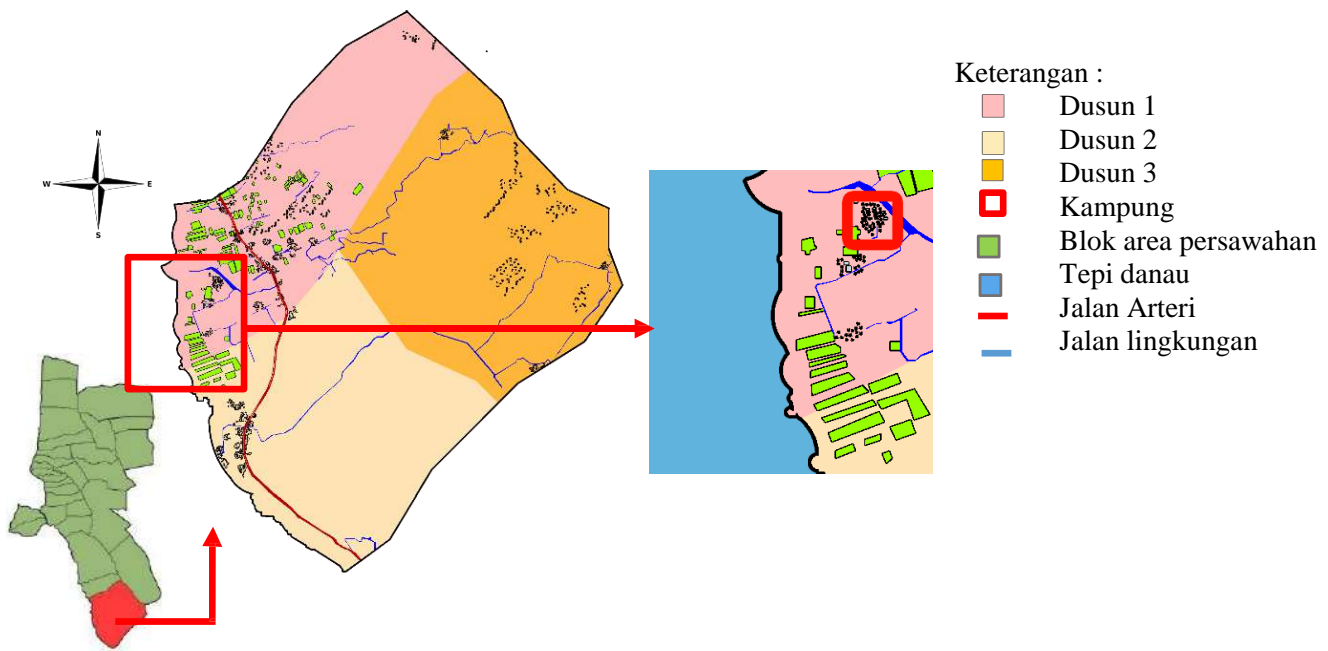 N
W
E
S
Keterangan :
Dusun 1
Dusun 2
Dusun 3
Kampung
Blok area persawahan
Tepi danau
Jalan Arteri
Jalan lingkungan